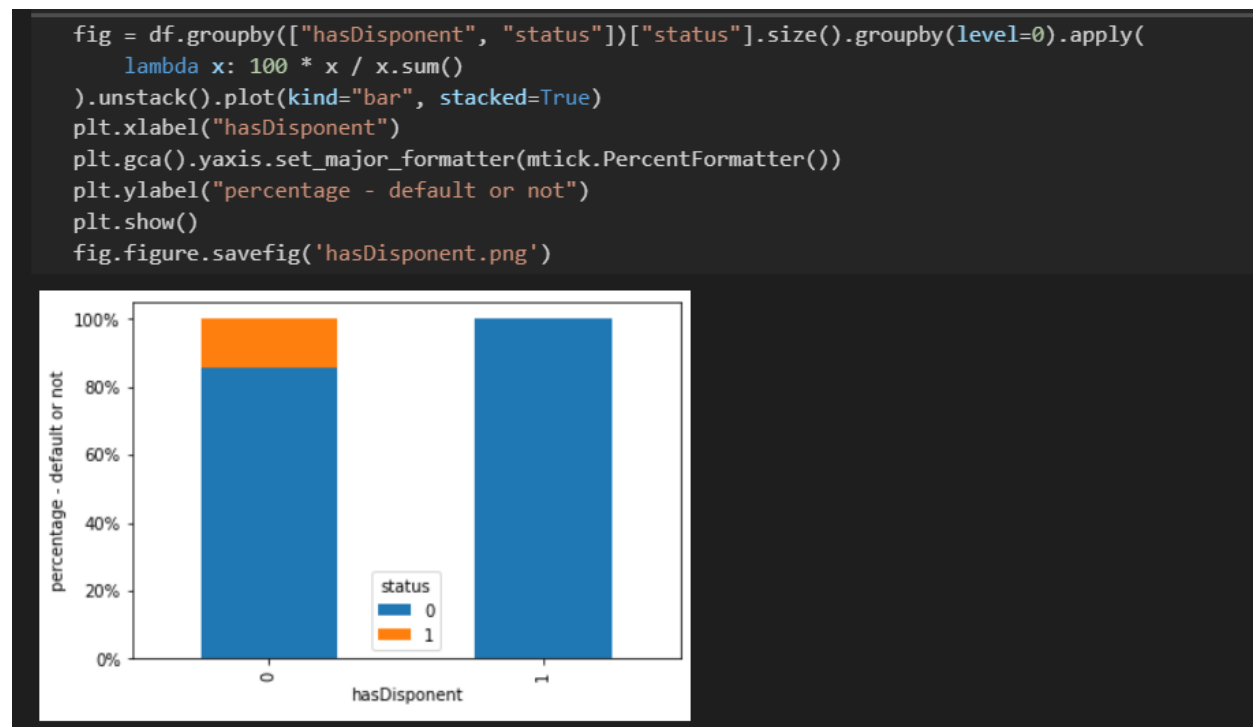 fig = df.groupby(["hasDisponent", "status"])["status"].size().groupby(level=0).apply(
    lambda x: 100 * x / x.sum()
).unstack().plot(kind="bar", stacked=True)
plt.xlabel("hasDisponent")
plt.gca().yaxis.set_major_formatter(mtick.PercentFormatter())
plt.ylabel("percentage - default or not")
plt.show()
fig.figure.savefig('hasDisponent.png')
100%
80%
60%
40%
20%
0%
percentage - default or not
status
0
1
0
1
hasDisponent